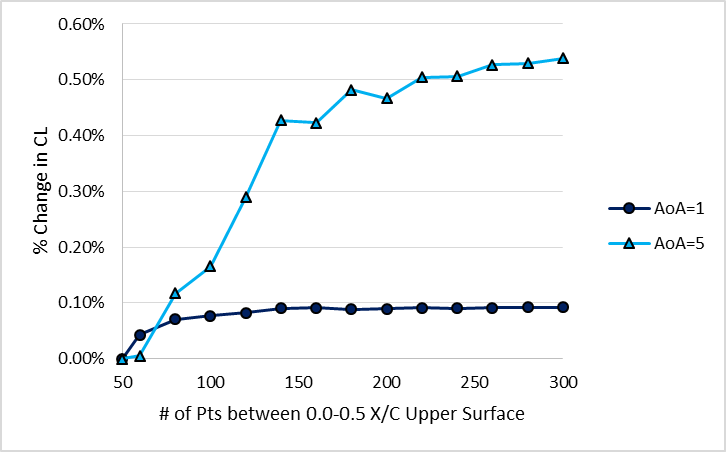 0.60%
0.50%
0.40%
0.30%
0.20%
0.10%
0.00%
% Change in CL
50 100 150 200 250 300
# of Pts between 0.0-0.5 X/C Upper Surface
AoA=1
AoA=5